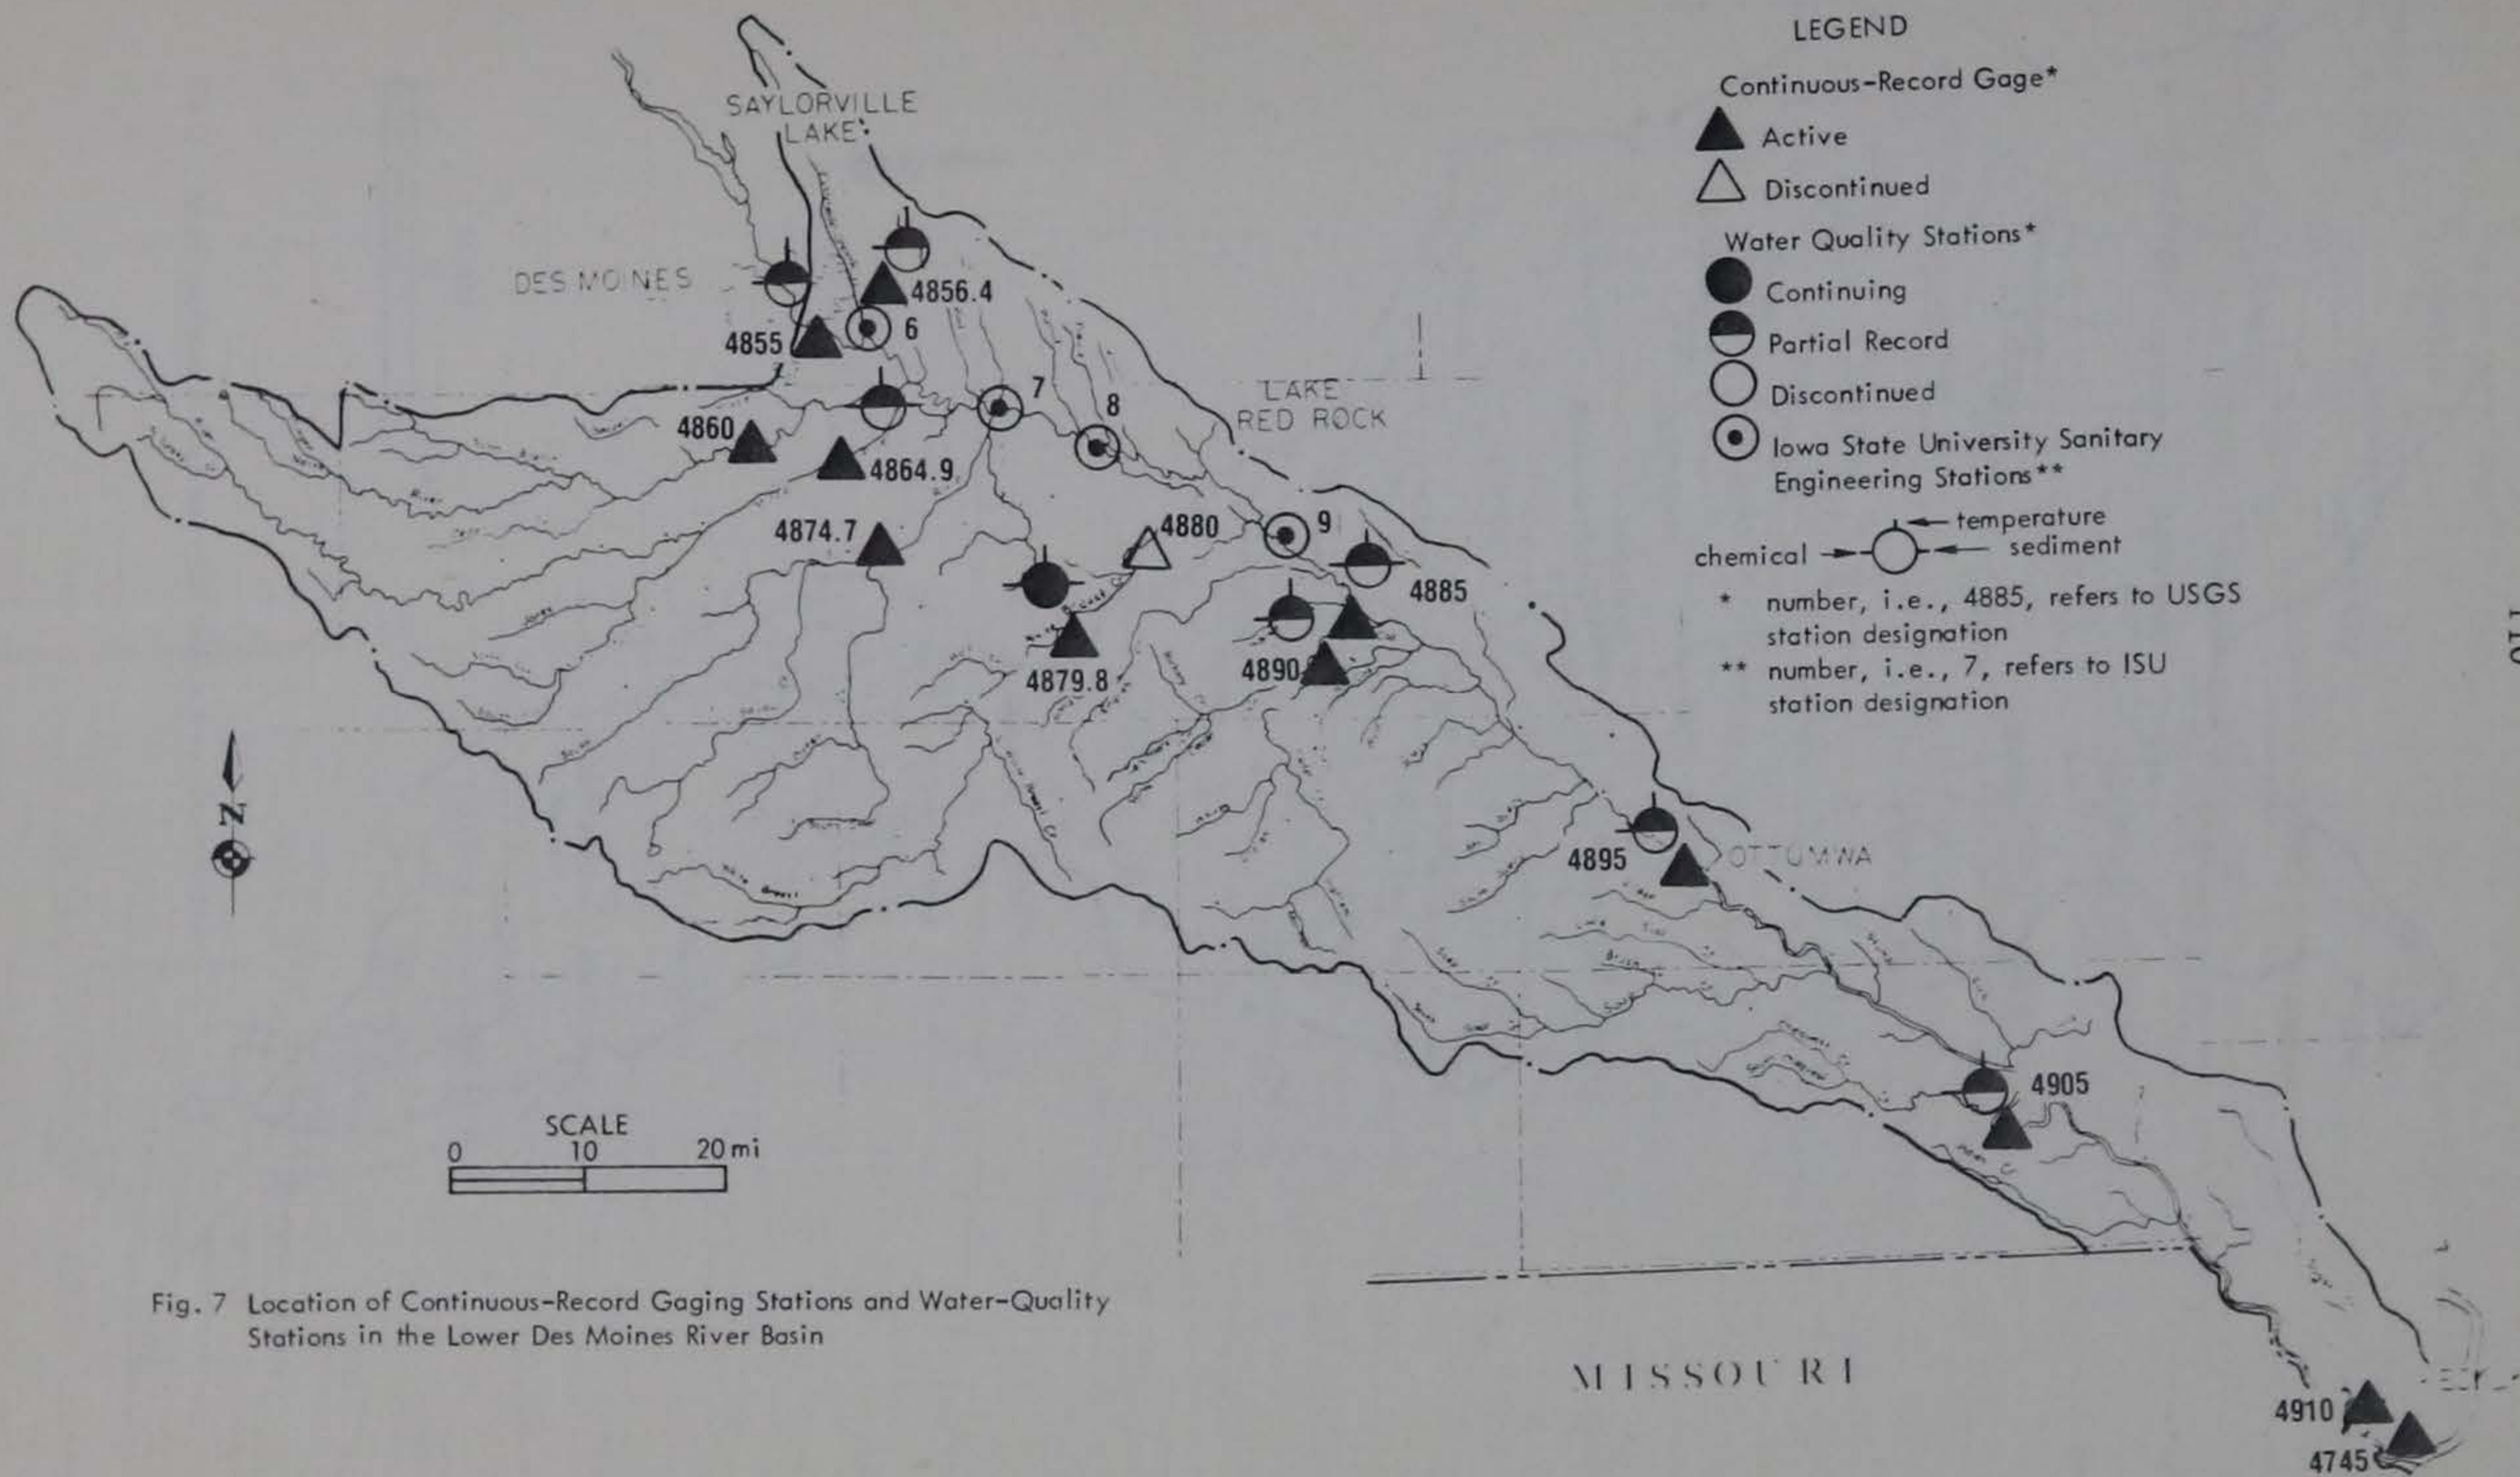 LEGEND
Continuous-Record Gage*
Active
Discontinued
Water Quality Stations*
Continuing
Partial Record
Discontinued
Iowa State University Sanitary
Engineering Stations**
temperature
chemical
sediment
* number, i.e., 4885, refers to USGS
station designation
** number, i.e., 7, refers to ISU
station designation
SAYLORVILLE
LAKE
DES MOINES
4856.4
6
4855
7
8
LAKE
RED ROCK
4860
4864.9
4874.7
4880
9
4885
4890
4879.8
River
N
4895
OTTUMWA
4905
SCALE
0 10 20 mi
Fig. 7 Location of Continuous-Record Gaging Stations and Water-Quality
Stations in the Lower Des Moines River Basin
MISSOURI
4910
4745